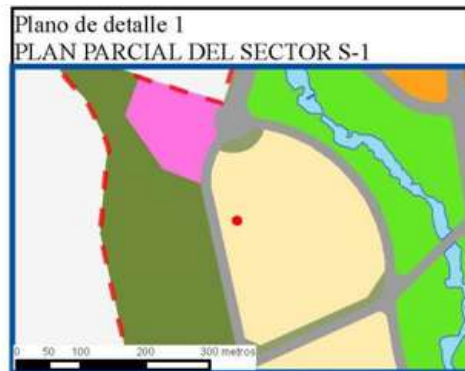 Plano de detalle 1
PLAN PARCIAL DEL SECTOR S-1
0 50 100 200 300 metros